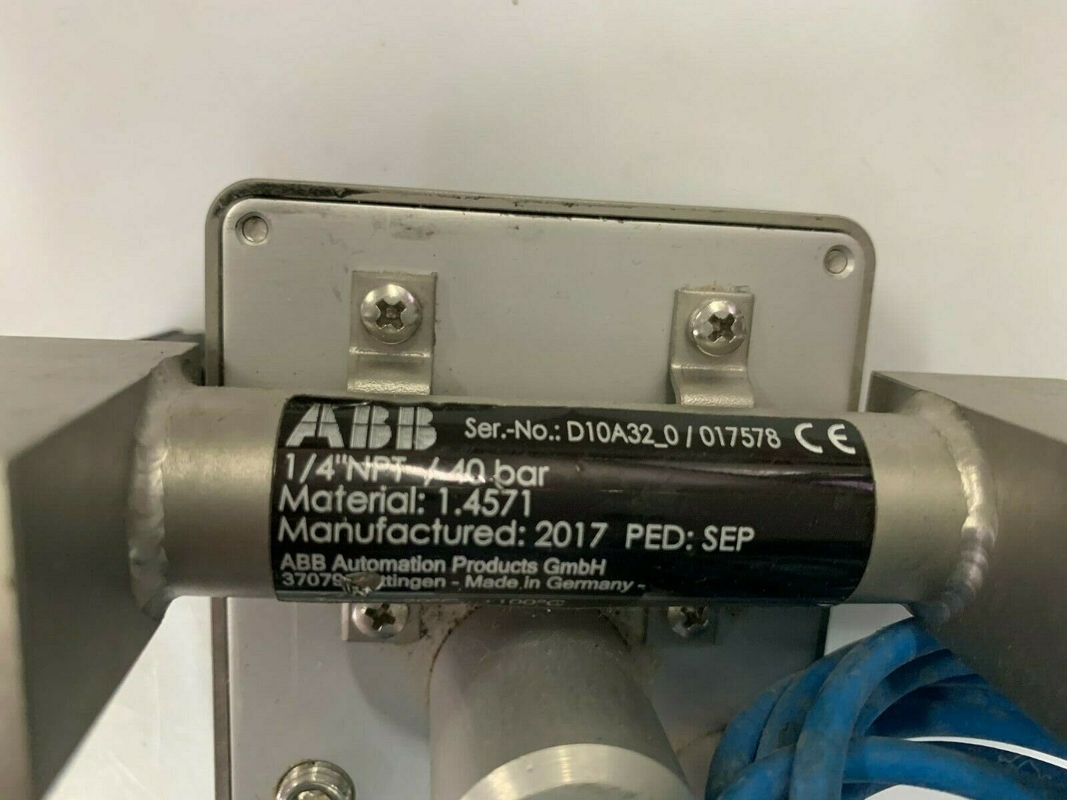 ABB Ser.-No.: D10A32_0 / 017578 CE
1/4"NPT / 40 bar
Material: 1.4571
Manufactured: 2017 PED: SEP
ABB Automation Products GmbH
- Made in Germany -